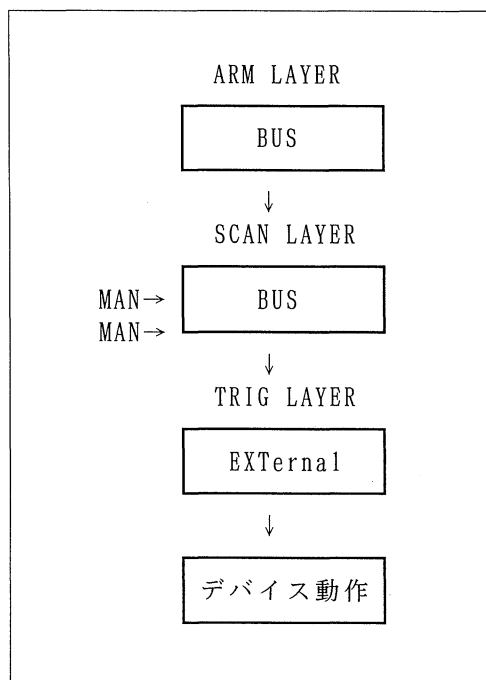 ARM LAYER
BUS
↓
SCAN LAYER
MAN→
BUS
MAN→
↓
TRIG LAYER
EXTernal
↓
デバイス動作